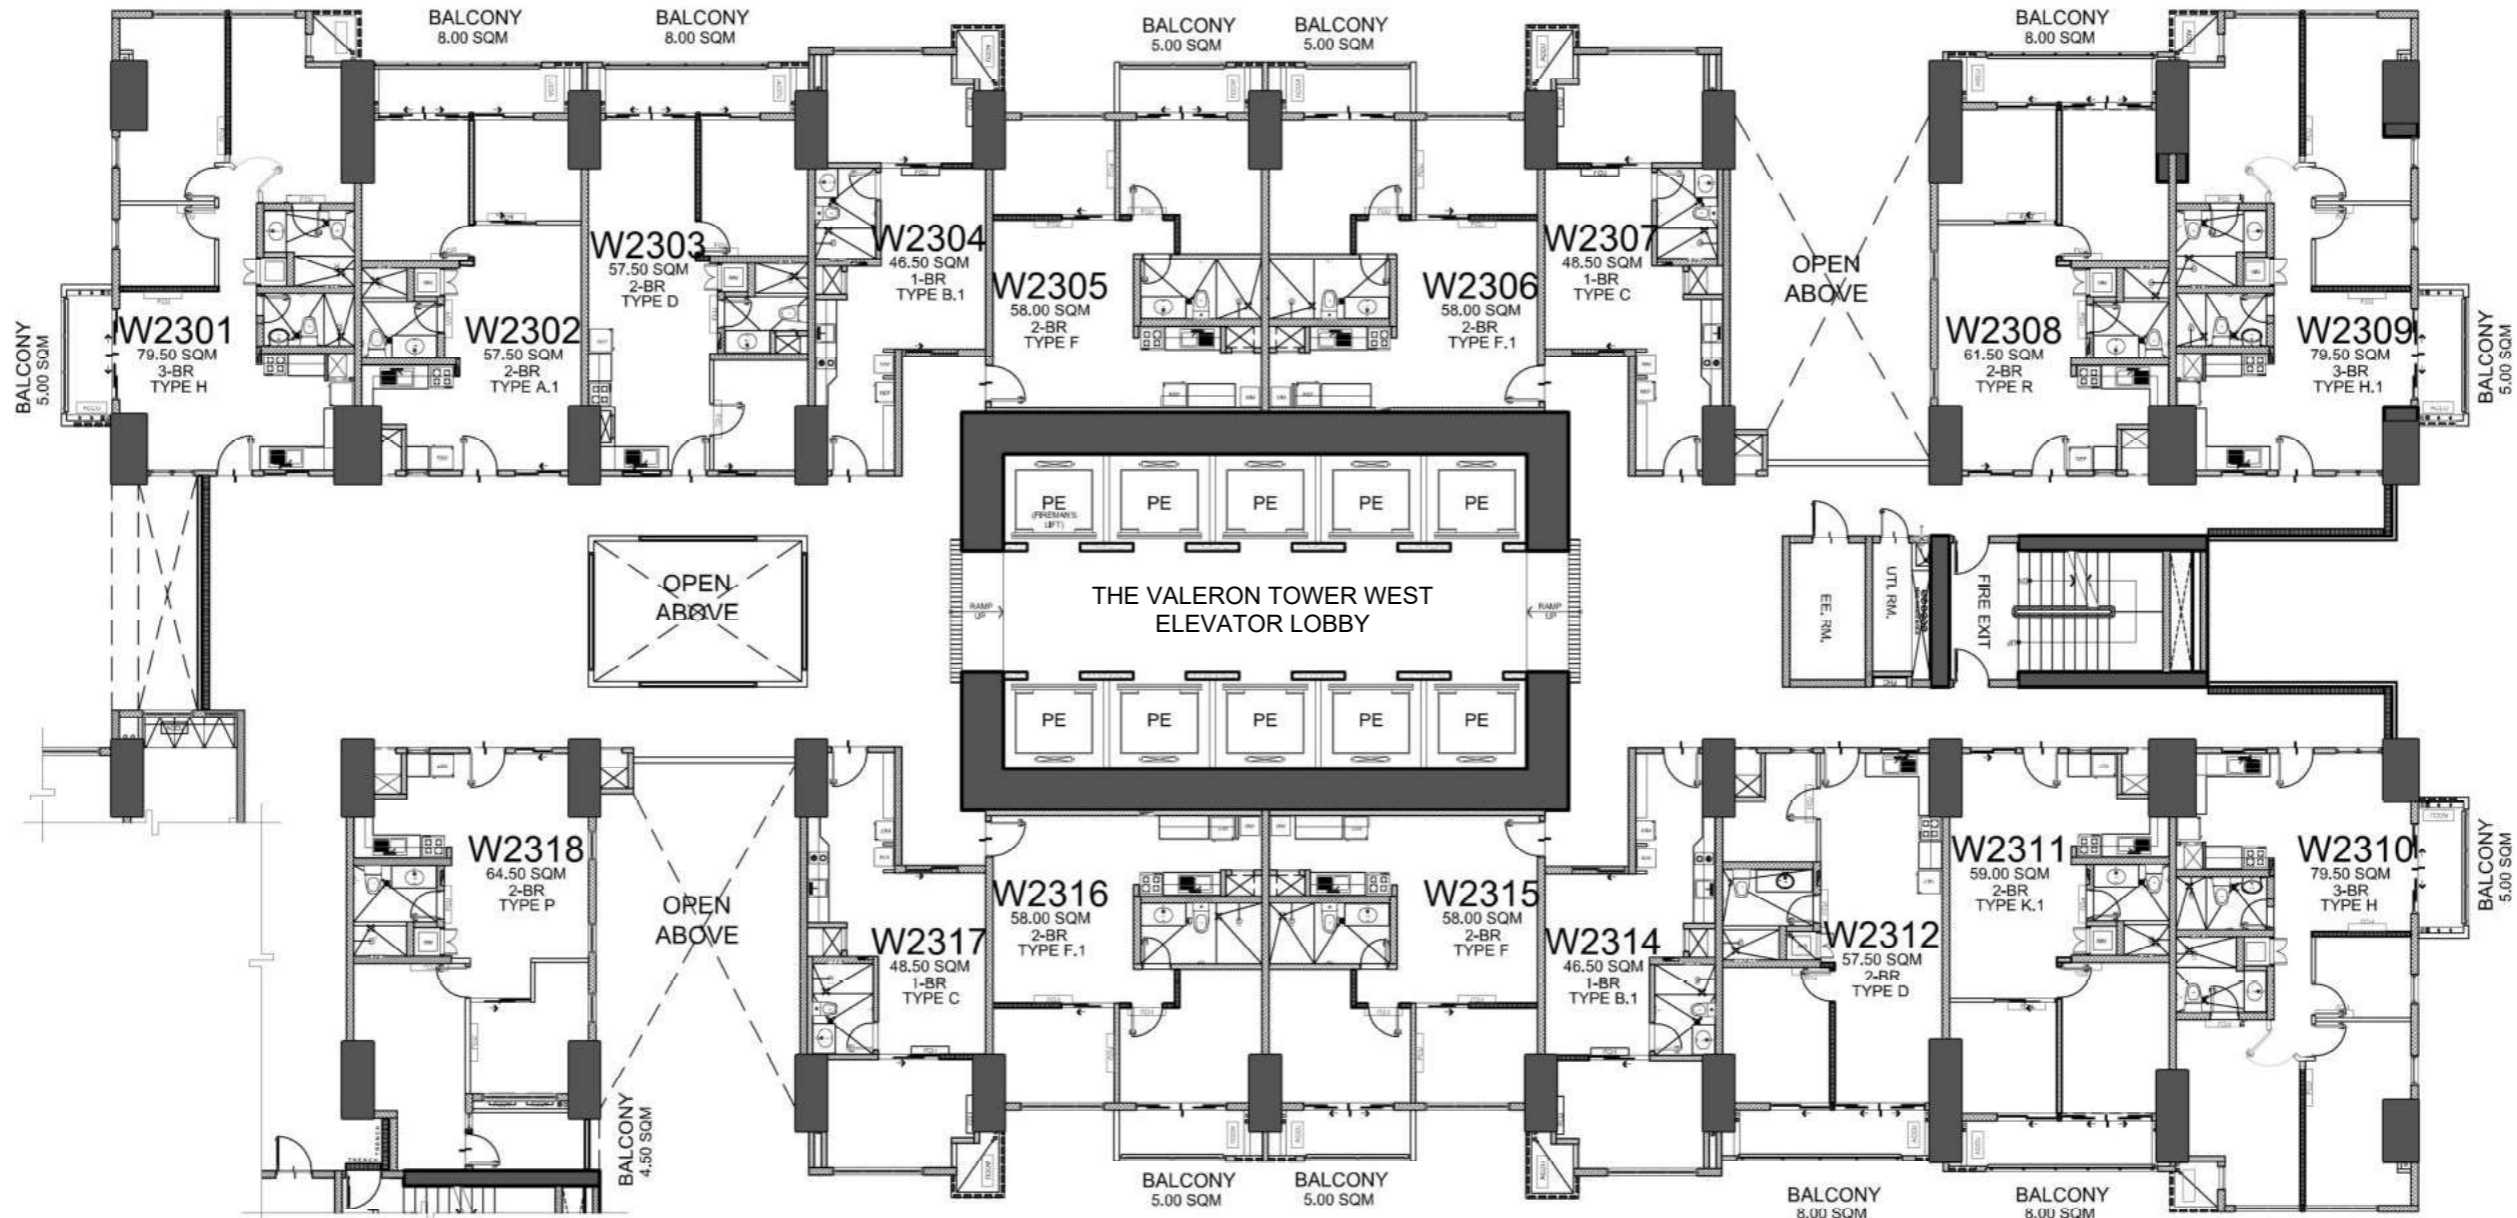 BALCONY
8.00 SQM
BALCONY
8.00 SQM
BALCONY
5.00 SQM
BALCONY
5.00 SQM
BALCONY
8.00 SQM
BALCONY
5.00 SQM
W2301
79.50 SQM
3-BR
TYPE H
W2302
57.50 SQM
2-BR
TYPE A.1
W2303
57.50 SQM
2-BR
TYPE D
W2304
46.50 SQM
1-BR
TYPE B.1
W2305
58.00 SQM
2-BR
TYPE F
W2306
58.00 SQM
2-BR
TYPE F.1
W2307
48.50 SQM
1-BR
TYPE C
OPEN
ABOVE
W2308
61.50 SQM
2-BR
TYPE R
W2309
79.50 SQM
3-BR
TYPE H.1
BALCONY
5.00 SQM
PE
(FIREMAN'S
LIFT)
PE
PE
PE
PE
OPEN
ABOVE
RAMP
UP
THE VALERON TOWER WEST
ELEVATOR LOBBY
RAMP
UP
EE. RM.
UTI. RM.
FIRE EXIT
DN
UP
PE
PE
PE
PE
PE
W2318
64.50 SQM
2-BR
TYPE P
OPEN
ABOVE
W2317
48.50 SQM
1-BR
TYPE C
W2316
58.00 SQM
2-BR
TYPE F.1
W2315
58.00 SQM
2-BR
TYPE F
W2314
46.50 SQM
1-BR
TYPE B.1
W2312
57.50 SQM
2-BR
TYPE D
W2311
59.00 SQM
2-BR
TYPE K.1
W2310
79.50 SQM
3-BR
TYPE H
BALCONY
5.00 SQM
BALCONY
4.50 SQM
BALCONY
5.00 SQM
BALCONY
5.00 SQM
BALCONY
8.00 SQM
BALCONY
8.00 SQM